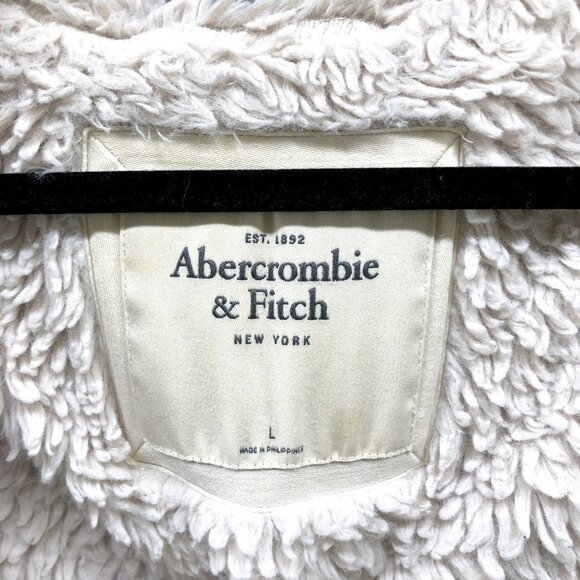 EST. 1892
Abercrombie
& Fitch
NEW YORK
L
MADE IN PHILIPPINES